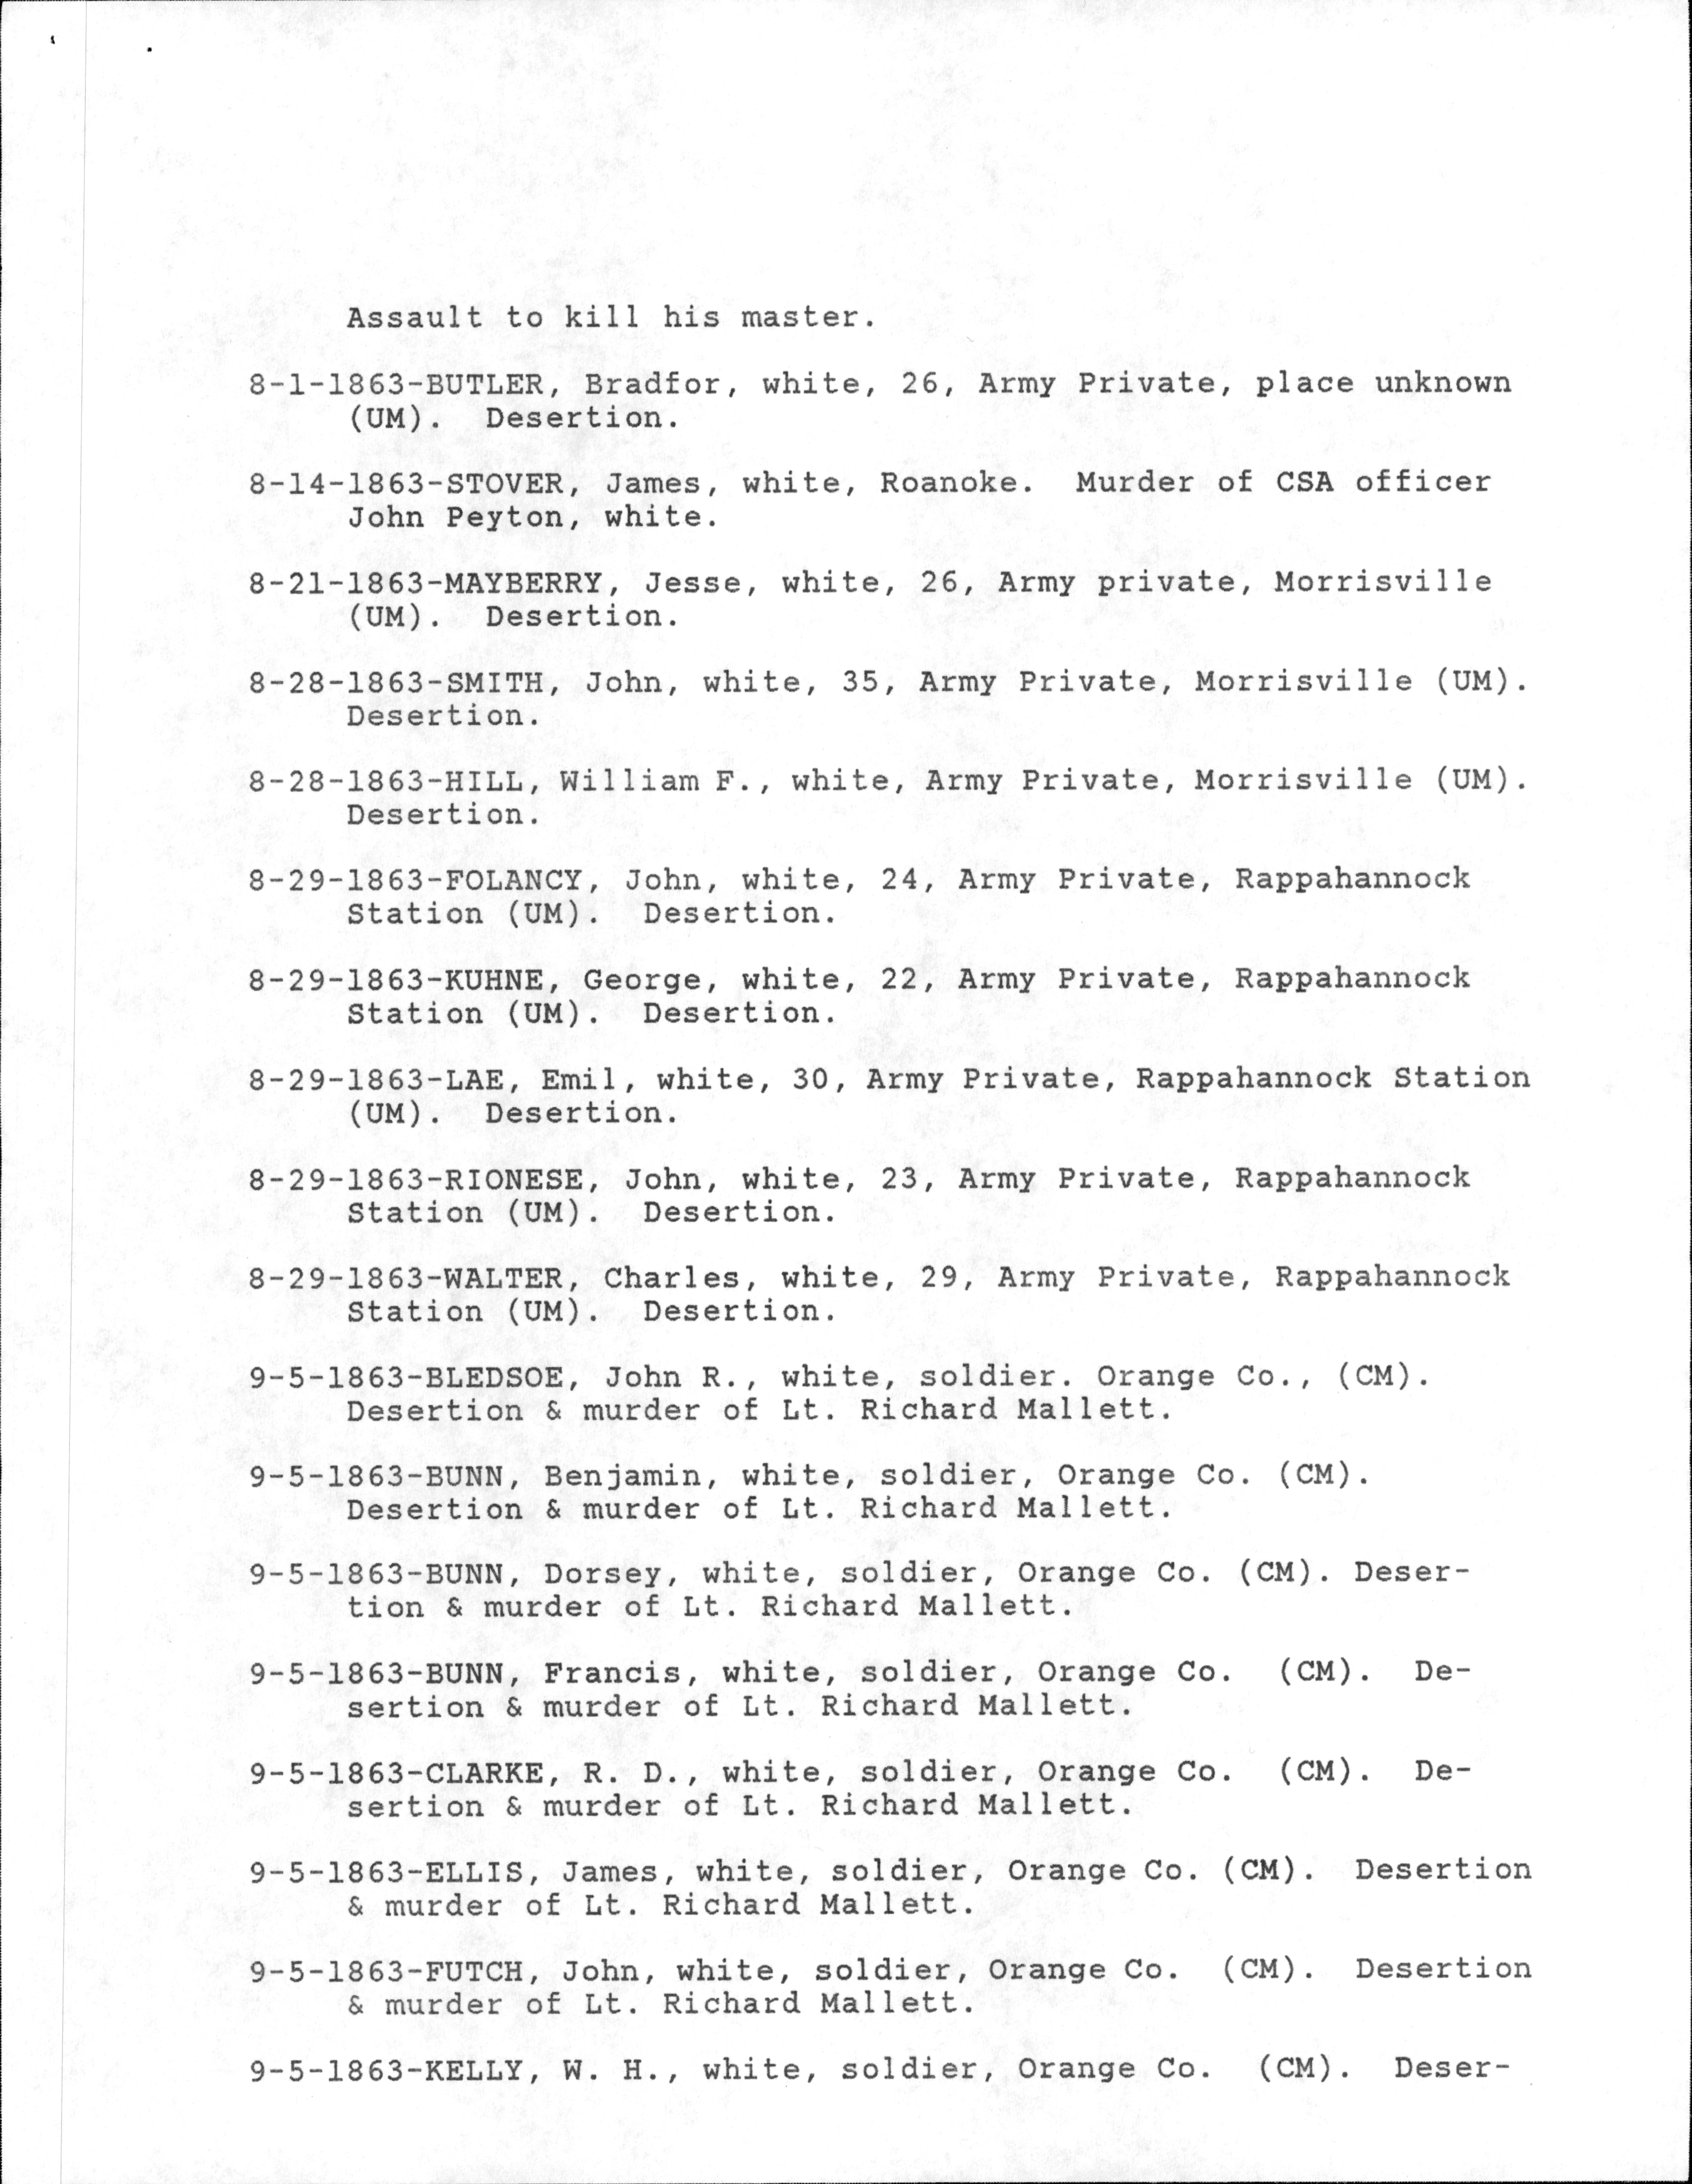 Assault to kill his master.
8-1-1863-BUTLER, Bradfor, white, 26, Army Private, place unknown
(UM). Desertion.
8-14-1863-STOVER, James, white, Roanoke. Murder of CSA officer
John Peyton, white.
8-21-1863-MAYBERRY, Jesse, white, 26, Army private, Morrisville
(UM). Desertion.
8-28-1863-SMITH, John, white, 35, Army Private, Morrisville (UM).
Desertion.
8-28-1863-HILL, William F., white, Army Private, Morrisville (UM).
Desertion.
8-29-1863-FOLANCY, John, white, 24, Army Private, Rappahannock
Station (UM). Desertion.
8-29-1863-KUHNE, George, white, 22, Army Private, Rappahannock
Station (UM). Desertion.
8-29-1863-LAE, Emil, white, 30, Army Private, Rappahannock Station
(UM). Desertion.
8-29-1863-RIONESE, John, white, 23, Army Private, Rappahannock
Station (UM). Desertion.
8-29-1863-WALTER, Charles, white, 29, Army Private, Rappahannock
Station (UM). Desertion.
9-5-1863-BLEDSOE, John R., white, soldier. Orange Co., (CM).
Desertion & murder of Lt. Richard Mallett.
9-5-1863-BUNN, Benjamin, white, soldier, Orange Co. (CM).
Desertion & murder of Lt. Richard Mallett.
9-5-1863-BUNN, Dorsey, white, soldier, Orange Co. (CM). Deser-
tion & murder of Lt. Richard Mallett.
9-5-1863-BUNN, Francis, white, soldier, Orange Co. (CM). De-
sertion & murder of Lt. Richard Mallett.
9-5-1863-CLARKE, R. D., white, soldier, Orange Co. (CM). De-
sertion & murder of Lt. Richard Mallett.
9-5-1863-ELLIS, James, white, soldier, Orange Co. (CM). Desertion
& murder of Lt. Richard Mallett.
9-5-1863-FUTCH, John, white, soldier, Orange Co. (CM). Desertion
& murder of Lt. Richard Mallett.
9-5-1863-KELLY, W. H., white, soldier, Orange Co. (CM). Deser-